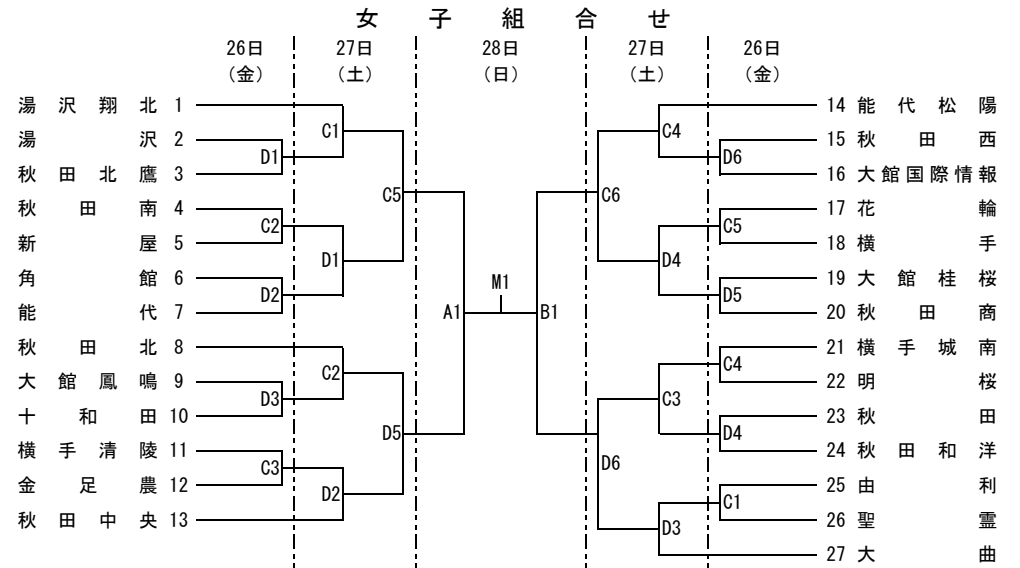 女子組合せ
26日 27日 28日 27日 26日
（金） （土） （日） （土） （金）
湯沢翔北 1 14 能代松陽
C1 C4
湯沢 2 15 秋田西
D1 D6
秋田北鷹 3 16 大館国際情報
C5 C6
秋田南 4 17 花輪
C2 C5
新屋 5 18 横手
D1 D4
角館 6 19 大館桂桜
M1
D2 D5
能代 7 A1 B1 20 秋田商
秋田北 8 21 横手城南
C2 C4
大館鳳鳴 9 22 明桜
D3 C3
十和田 10 23 秋田
D5 D4
横手清陵 11 24 秋田和洋
C3 D6
金足農 12 25 由利
D2 C1
秋田中央 13 26 聖霊
D3
27 大曲